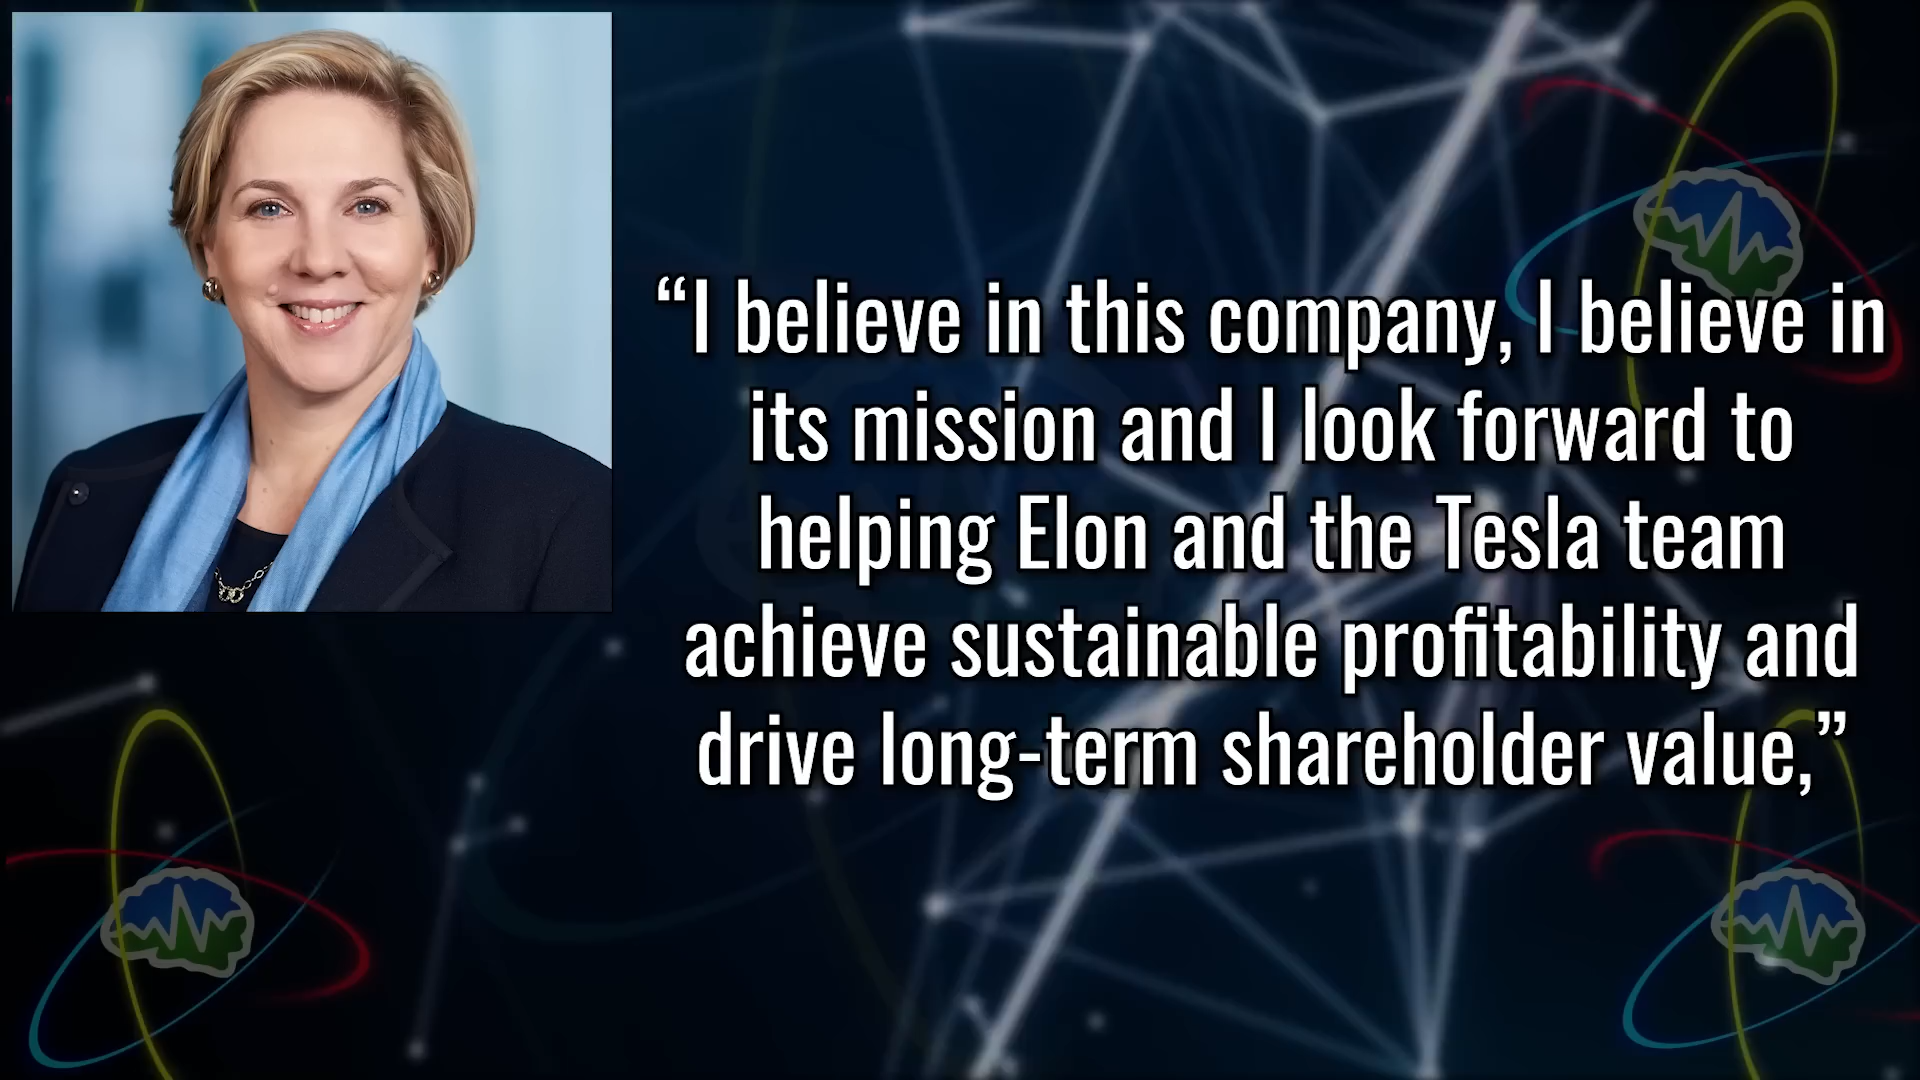 “I believe in this company, I believe in
its mission and I look forward to
helping Elon and the Tesla team
achieve sustainable profitability and
drive long-term shareholder value,”